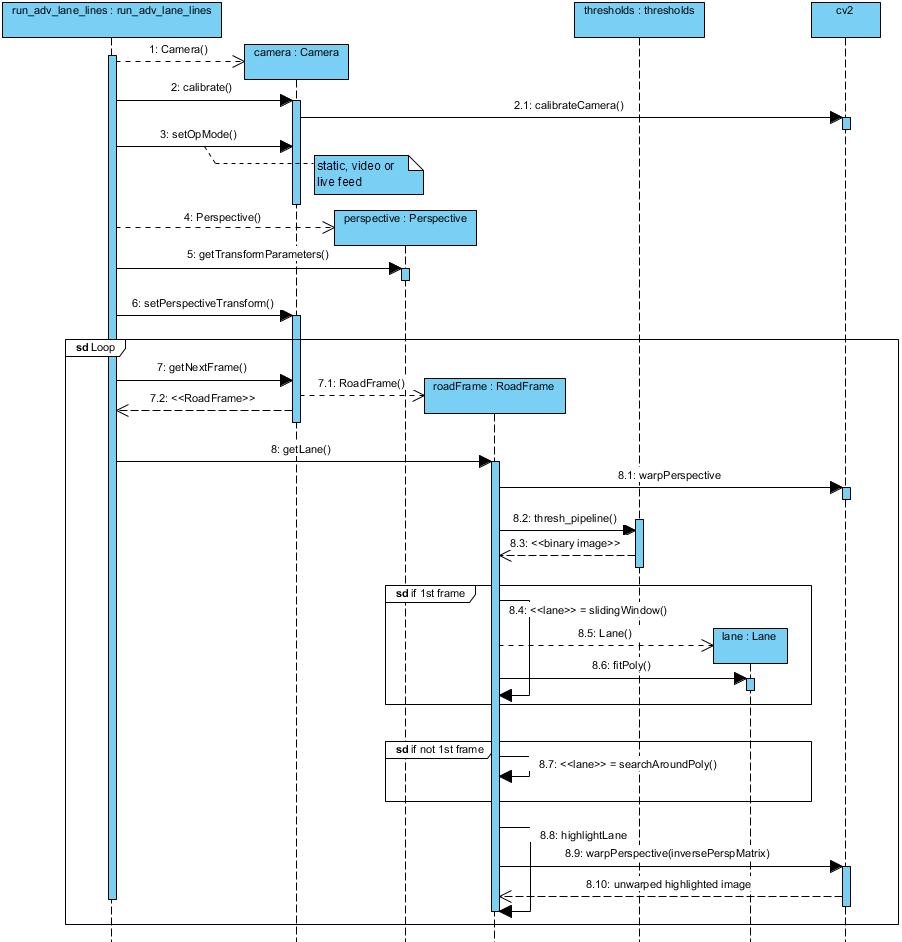 run_adv_lane_lines : run_adv_lane_lines
thresholds : thresholds
cv2
1: Camera()
camera : Camera
2: calibrate()
2.1: calibrateCamera()
3: setOpMode()
static, video or
live feed
4: Perspective()
perspective : Perspective
5: getTransformParameters()
6: setPerspectiveTransform()
sd Loop
7: getNextFrame()
7.1: RoadFrame()
roadFrame : RoadFrame
7.2: <<RoadFrame>>
8: getLane()
8.1: warpPerspective
8.2: thresh_pipeline()
8.3: <<binary image>>
sd if 1st frame
8.4: <<lane>> = slidingWindow()
8.5: Lane()
lane : Lane
8.6: fitPoly()
sd if not 1st frame
8.7: <<lane>> = searchAroundPoly()
8.8: highlightLane
8.9: warpPerspective(inversePerspMatrix)
8.10: unwarped highlighted image